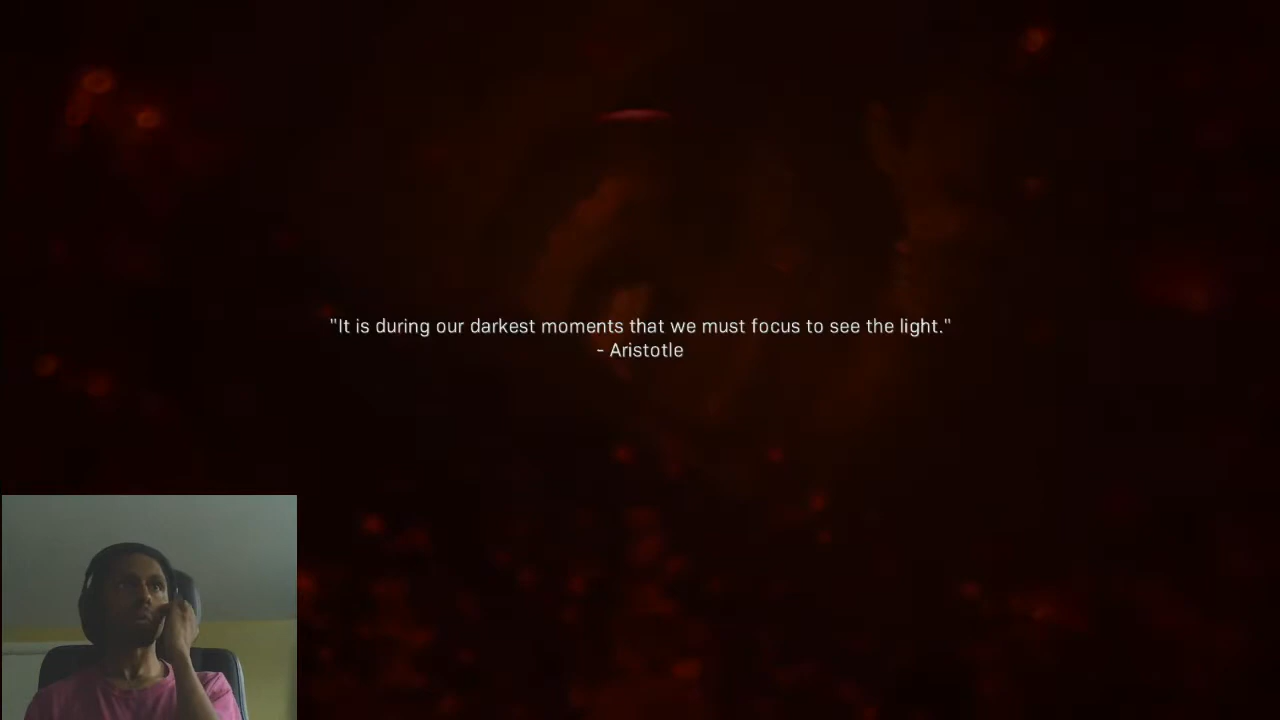 "It is during our darkest moments that we must focus to see the light."
- Aristotle